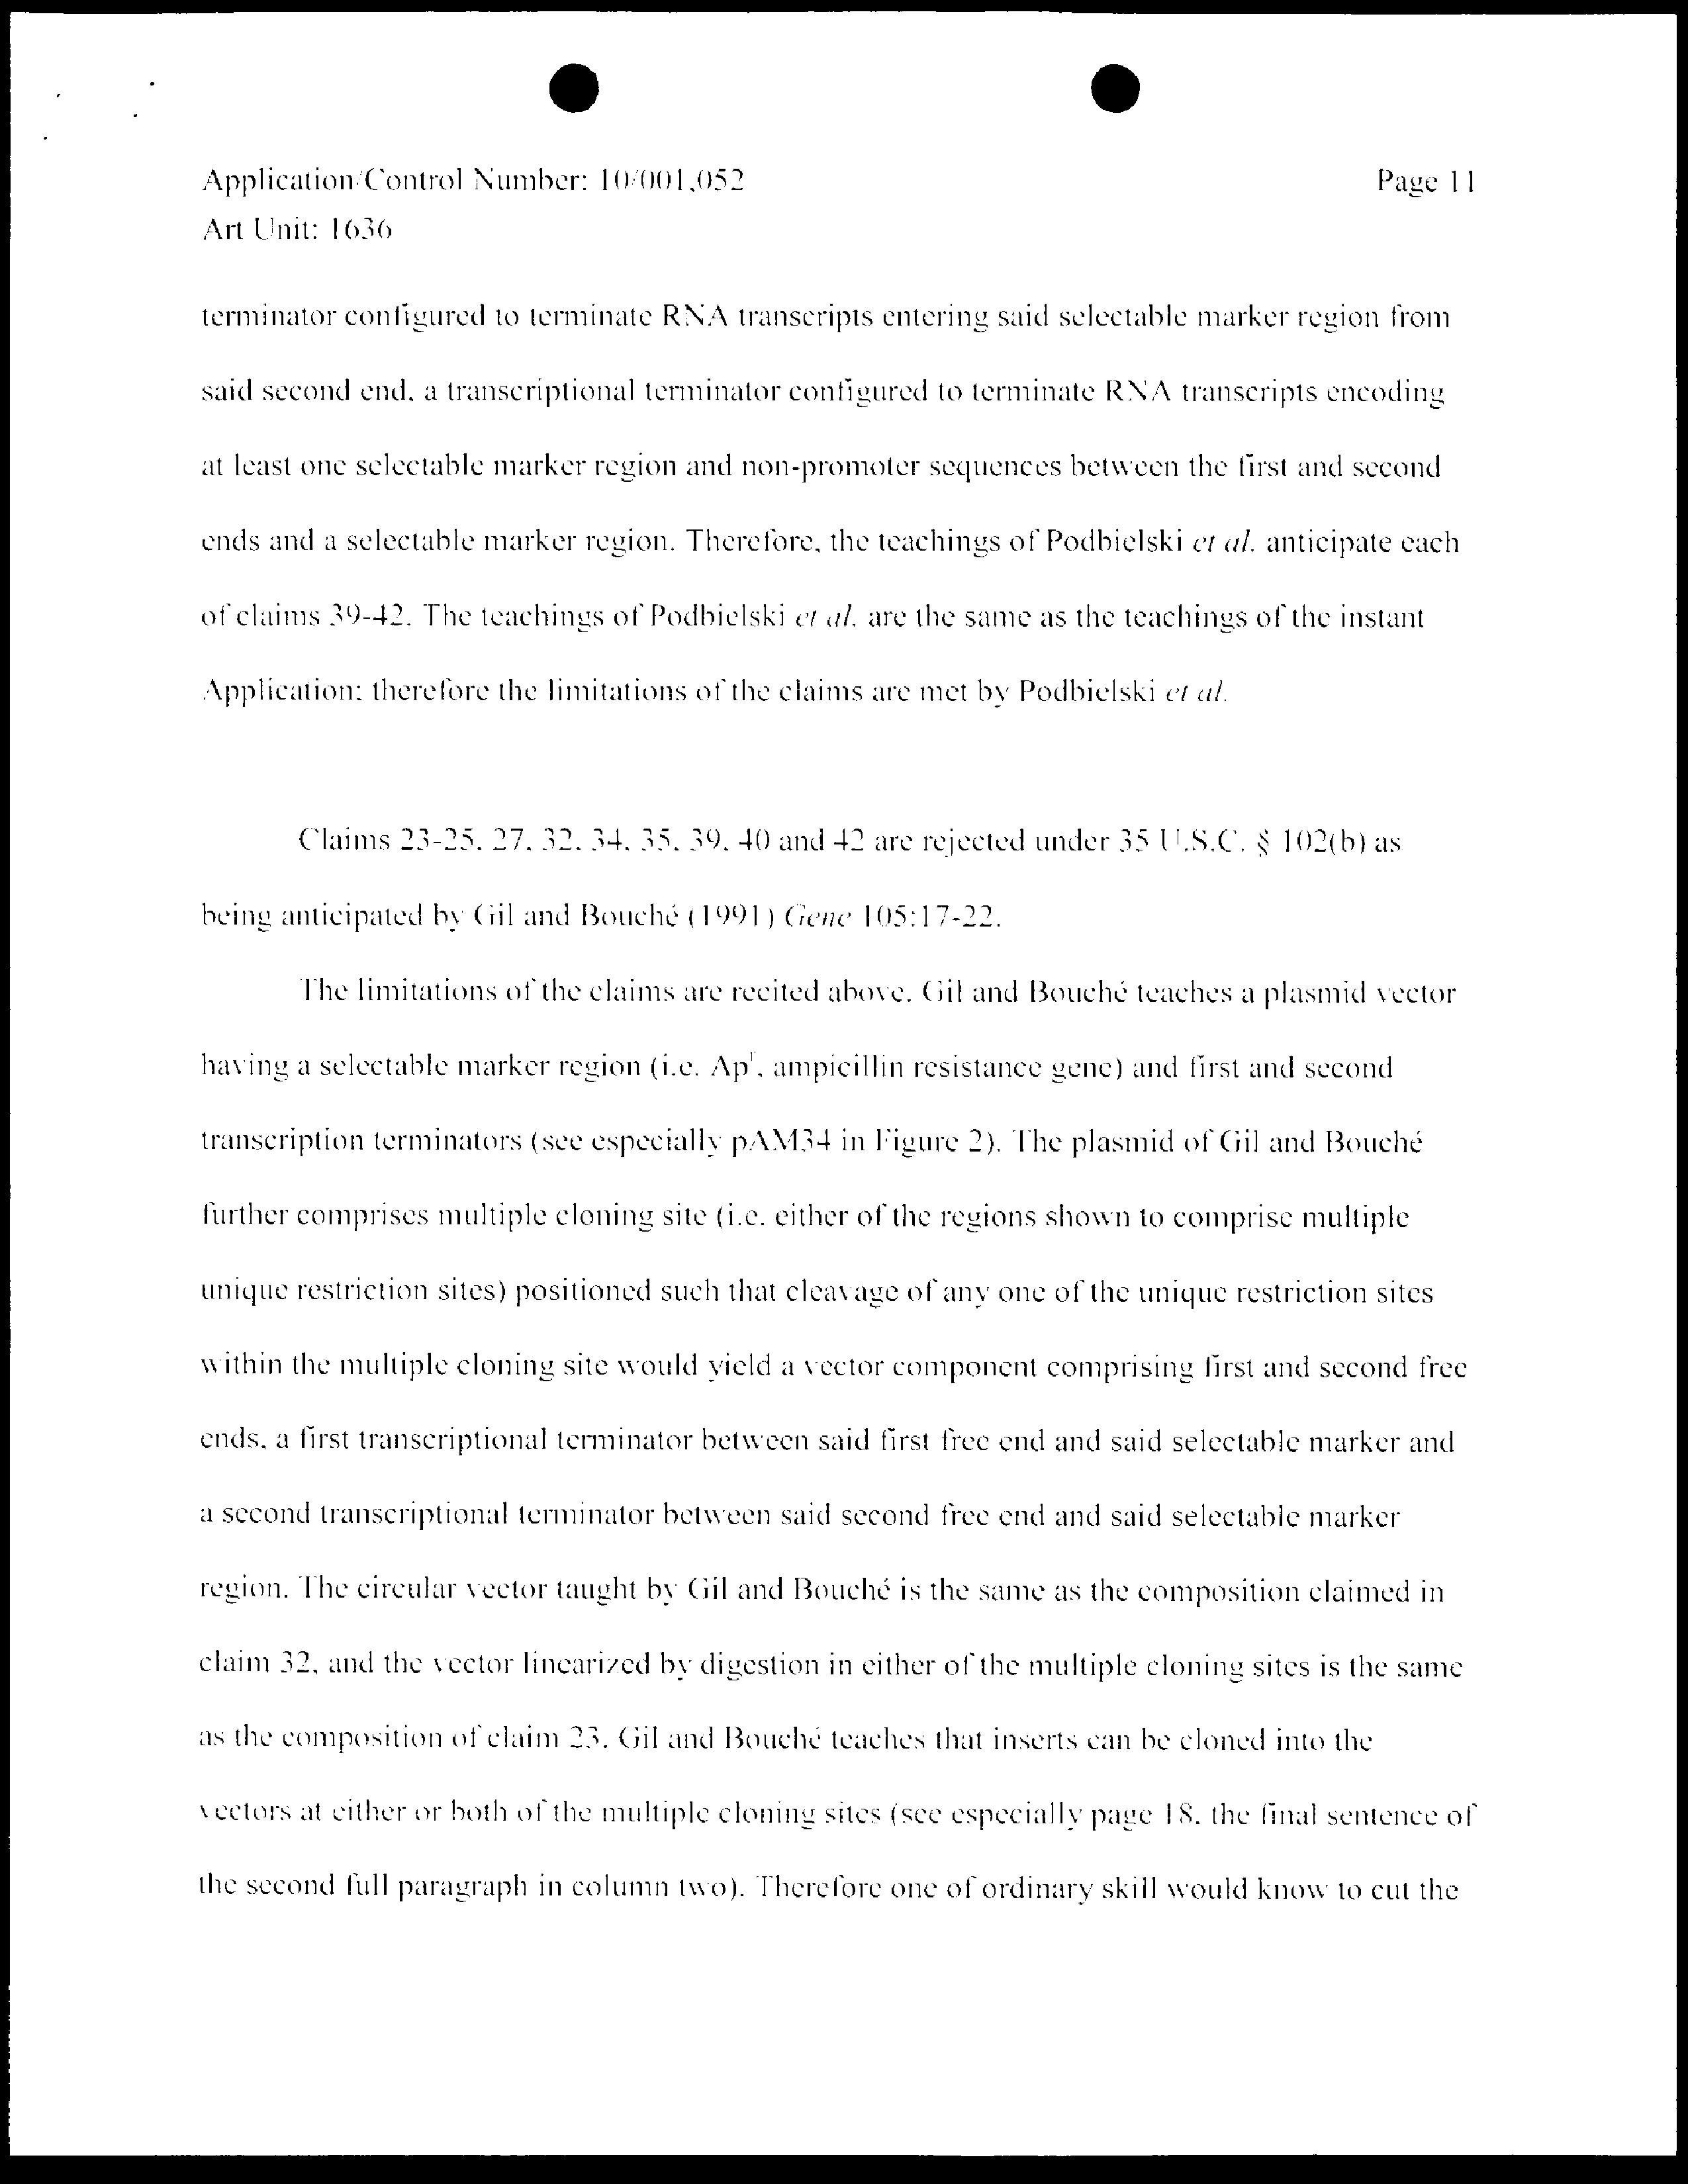 Application/Control Number: 10/001,052
Page 11
Art Unit: 1636
terminator configured to terminate RNA transcripts entering said selectable marker region from
said second end, a transcriptional terminator configured to terminate RNA transcripts encoding
at least one selectable marker region and non-promoter sequences between the first and second
ends and a selectable marker region. Therefore, the teachings of Podbielski et al. anticipate each
of claims 39-42. The teachings of Podbielski et al. are the same as the teachings of the instant
Application; therefore the limitations of the claims are met by Podbielski et al.
Claims 23-25, 27, 32, 34, 35, 39, 40 and 42 are rejected under 35 U.S.C. § 102(b) as
being anticipated by Gil and Bouché (1991) Gene 105:17-22.
The limitations of the claims are recited above. Gil and Bouché teaches a plasmid vector
having a selectable marker region (i.e. Apʳ, ampicillin resistance gene) and first and second
transcription terminators (see especially pAM34 in Figure 2). The plasmid of Gil and Bouché
further comprises multiple cloning site (i.e. either of the regions shown to comprise multiple
unique restriction sites) positioned such that cleavage of any one of the unique restriction sites
within the multiple cloning site would yield a vector component comprising first and second free
ends, a first transcriptional terminator between said first free end and said selectable marker and
a second transcriptional terminator between said second free end and said selectable marker
region. The circular vector taught by Gil and Bouché is the same as the composition claimed in
claim 32, and the vector linearized by digestion in either of the multiple cloning sites is the same
as the composition of claim 23. Gil and Bouché teaches that inserts can be cloned into the
vectors at either or both of the multiple cloning sites (see especially page 18, the final sentence of
the second full paragraph in column two). Therefore one of ordinary skill would know to cut the